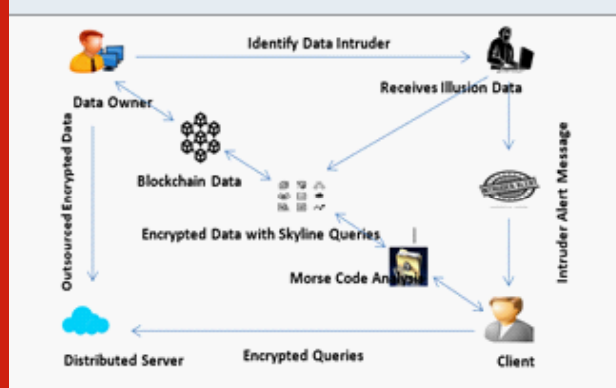 Identify Data Intruder
Receives Illusion Data
Data Owner
Outsourced Encrypted Data
Blockchain Data
Intruder Alert Message
Encrypted Data with Skyline Queries
Morse Code Analysis
Distributed Server
Encrypted Queries
Client